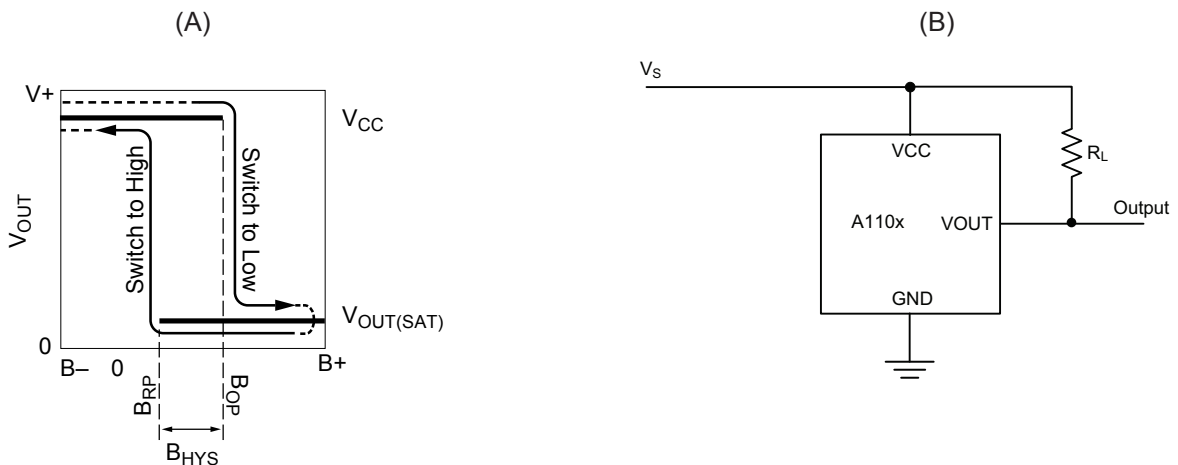 (A)
V+
VCC
Switch to High
Switch to Low
VOUT
VOUT(SAT)
0
B–
0
B+
BRP
BOP
BHYS
(B)
VS
VCC
RL
A110x
VOUT
Output
GND